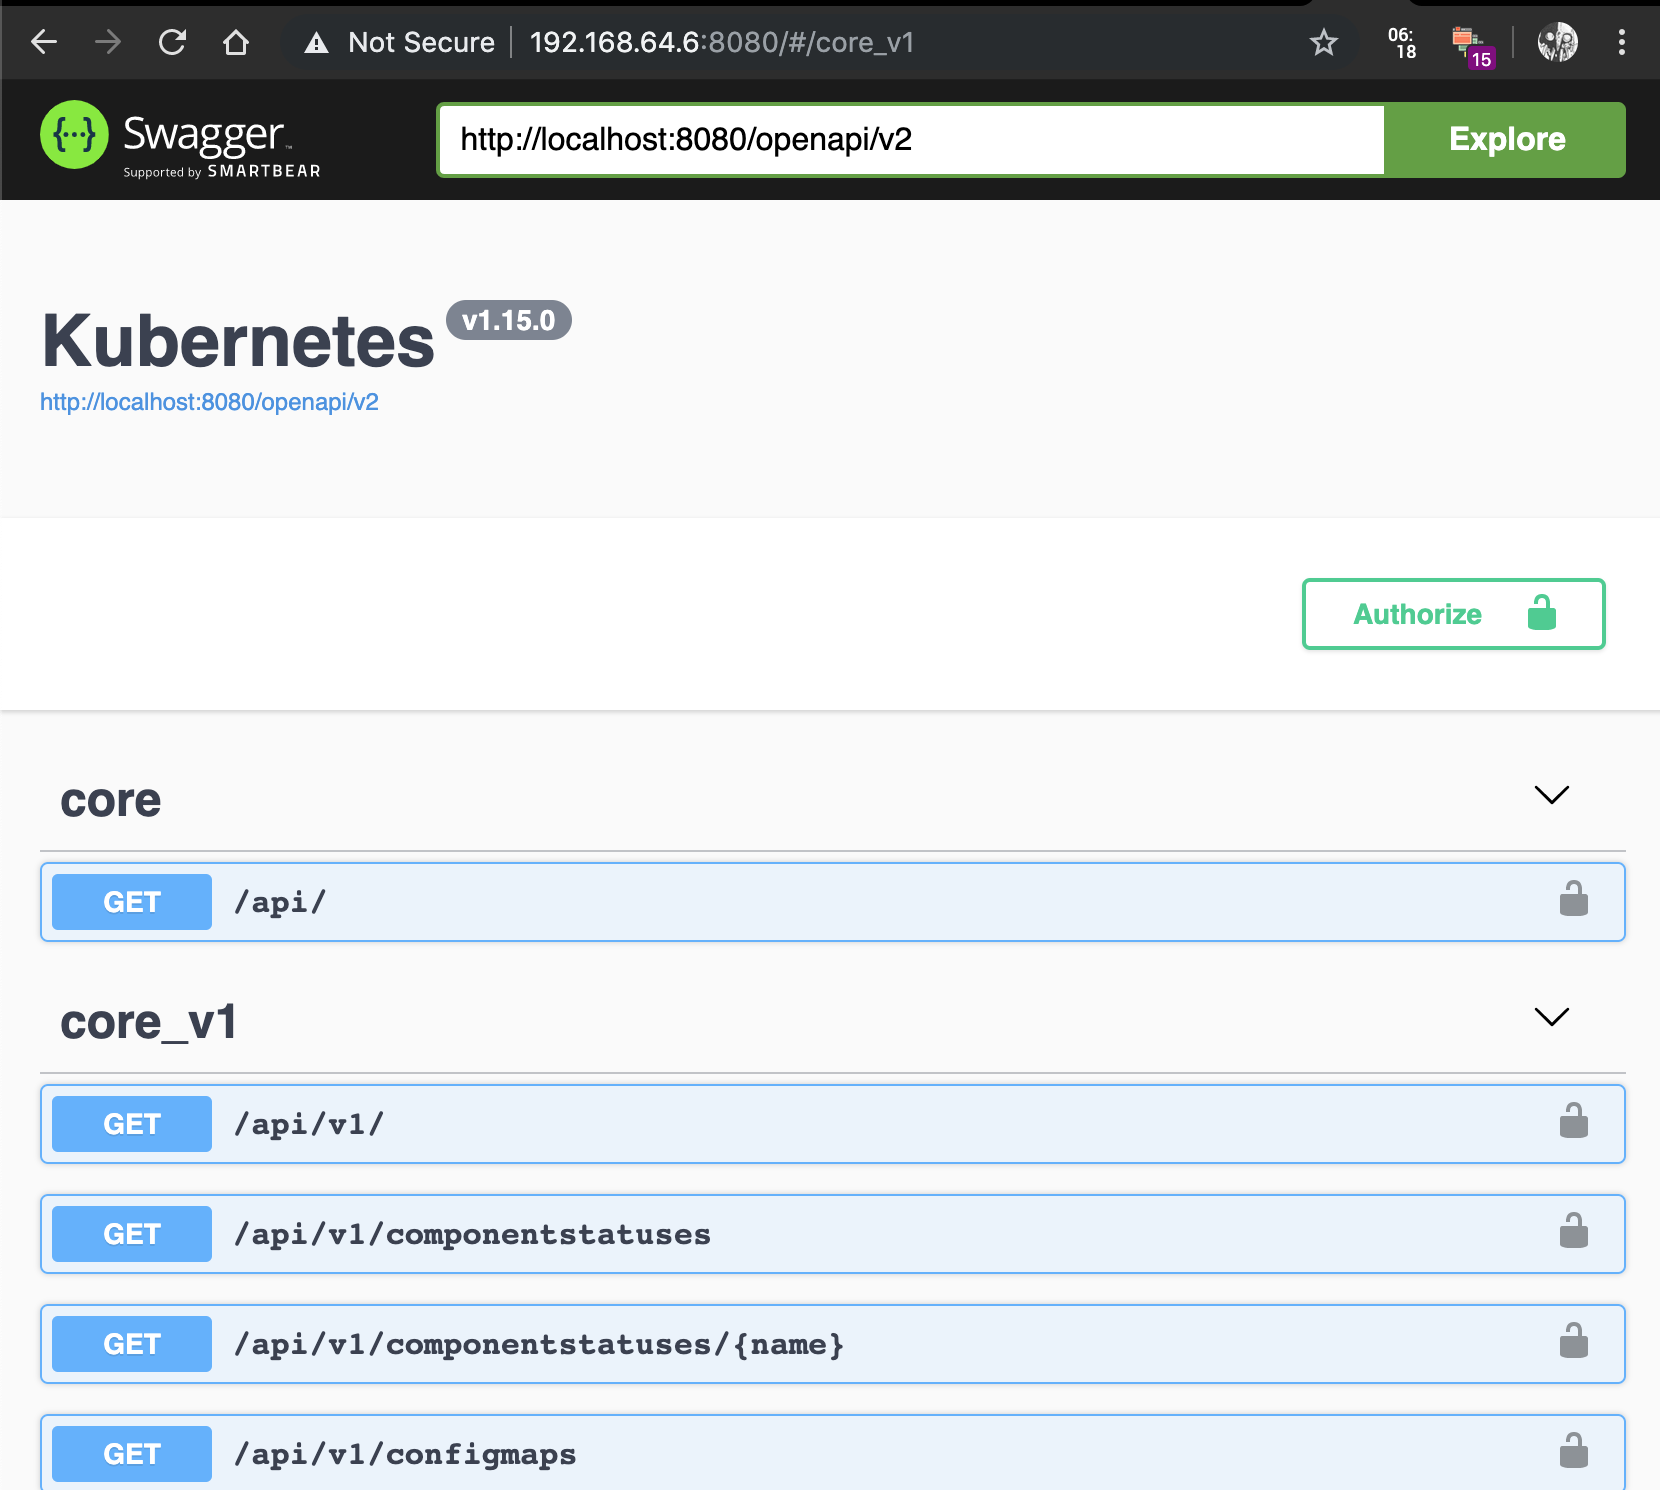 Not Secure 192.168.64.6:8080/#/core_v1
06:
18
15
{...} Swagger™
Supported by SMARTBEAR
http://localhost:8080/openapi/v2 Explore
Kubernetes v1.15.0
http://localhost:8080/openapi/v2
Authorize
core
GET /api/
core_v1
GET /api/v1/
GET /api/v1/componentstatuses
GET /api/v1/componentstatuses/{name}
GET /api/v1/configmaps